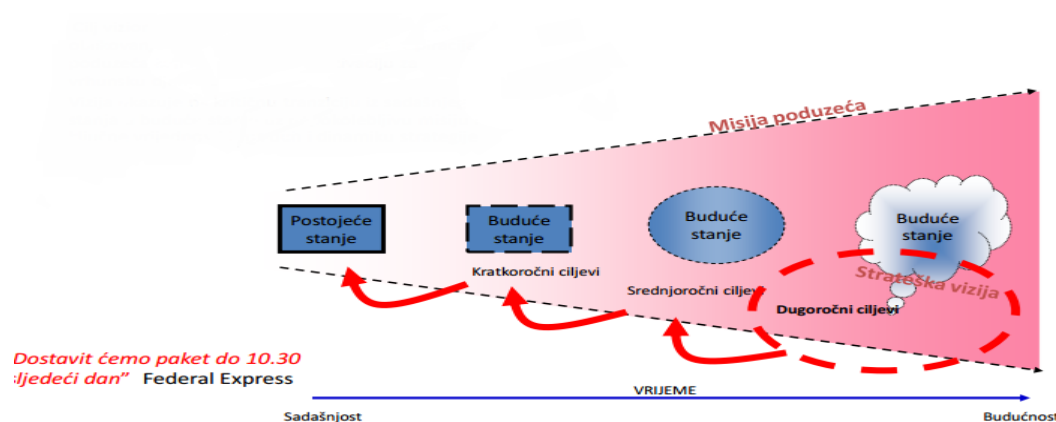 Misija poduzeća
Postojeće
stanje
Buduće
stanje
Buduće
stanje
Buduće
stanje
Kratkoročni ciljevi
Srednjoročni ciljevi
Strateška vizija
Dugoročni ciljevi
Dostavit ćemo paket do 10.30
sljedeći dan” Federal Express
VRIJEME
Sadašnjost
Budućnost